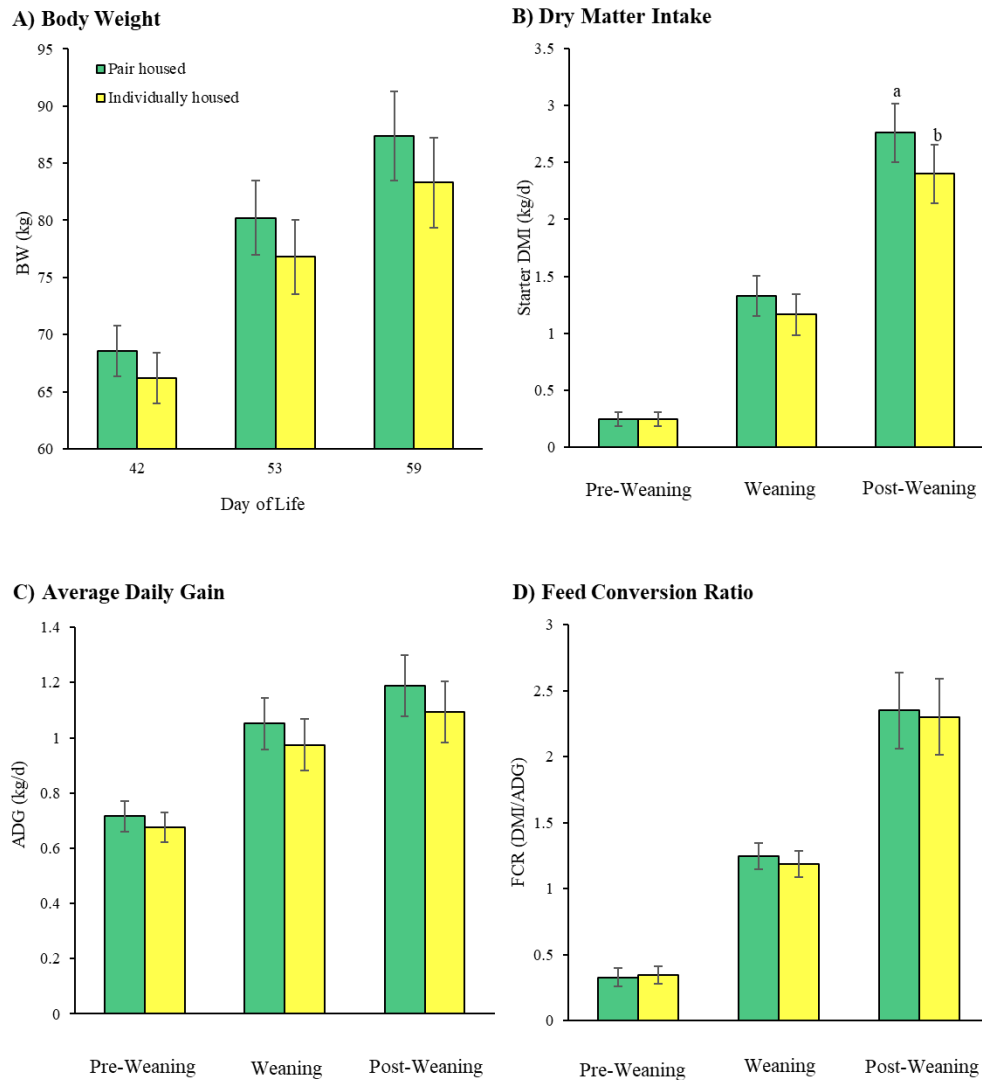 A) Body Weight
95
90
85
80
75
70
65
60
BW (kg)
Pair housed
Individually housed
42 53 59
Day of Life
B) Dry Matter Intake
3.5
3
2.5
2
1.5
1
0.5
0
Starter DMI (kg/d)
a
b
Pre-Weaning Weaning Post-Weaning
C) Average Daily Gain
1.4
1.2
1
0.8
0.6
0.4
0.2
0
ADG (kg/d)
Pre-Weaning Weaning Post-Weaning
D) Feed Conversion Ratio
3
2.5
2
1.5
1
0.5
0
FCR (DMI/ADG)
Pre-Weaning Weaning Post-Weaning